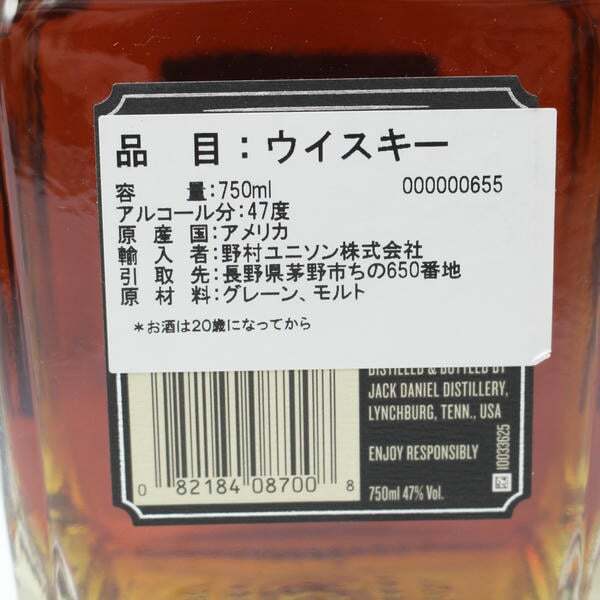 品 目：ウイスキー
容 量：750ml 000000655
アルコール分：47度
原産国：アメリカ
輸入者：野村ユニソン株式会社
引取先：長野県茅野市ちの650番地
原材料：グレーン、モルト
＊お酒は20歳になってから
DISTILLED & BOTTLED BY
JACK DANIEL DISTILLERY,
LYNCHBURG, TENN., USA
ENJOY RESPONSIBLY
750ml 47% Vol.
10033625
0 82184 08700 8